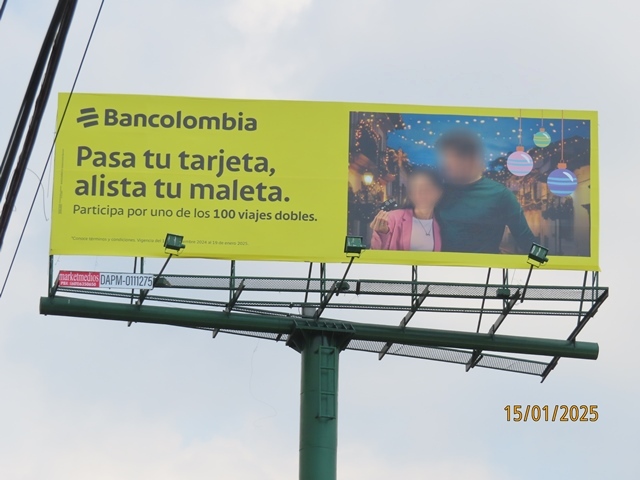 Bancolombia
Pasa tu tarjeta,
alista tu maleta.
Participa por uno de los 100 viajes dobles.
marketmedios
DAPM-0111275
15/01/2025